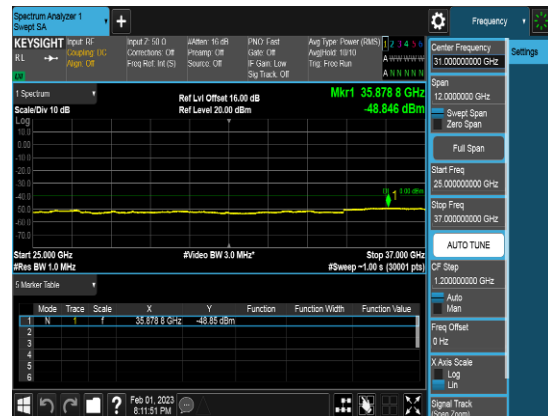 Spectrum Analyzer 1
Swept SA
+
Frequency
KEYSIGHT
RL
Input: RF
Coupling: DC
Align: Off
Input Z: 50 Ω
Corrections: Off
Freq Ref: Int (S)
#Atten: 16 dB
Preamp: Off
Source: Off
PNO: Fast
Gate: Off
IF Gain: Low
Sig Track: Off
Avg Type: Power (RMS)
Avg|Hold: 10/10
Trig: Free Run
1 2 3 4 5 6
A W W W W W
A N N N N N
1 Spectrum
Scale/Div 10 dB
Ref Lvl Offset 16.00 dB
Ref Level 20.00 dBm
Mkr1 35.878 8 GHz
-48.846 dBm
Log
10.0
0.00
-10.0
-20.0
-30.0
-40.0
-50.0
-60.0
-70.0
1
Start 25.000 GHz
#Res BW 1.0 MHz
#Video BW 3.0 MHz*
Stop 37.000 GHz
#Sweep ~1.00 s (30001 pts)
5 Marker Table
Mode Trace Scale X Y Function Function Width Function Value
1 N 1 f 35.878 8 GHz -48.85 dBm
2
3
4
5
6
Feb 01, 2023
8:11:51 PM
Center Frequency
31.000000000 GHz
Settings
Span
12.0000000 GHz
Swept Span
Zero Span
Full Span
Start Freq
25.000000000 GHz
Stop Freq
37.000000000 GHz
AUTO TUNE
CF Step
1.200000000 GHz
Auto
Man
Freq Offset
0 Hz
X Axis Scale
Log
Lin
Signal Track
(Span Zoom)